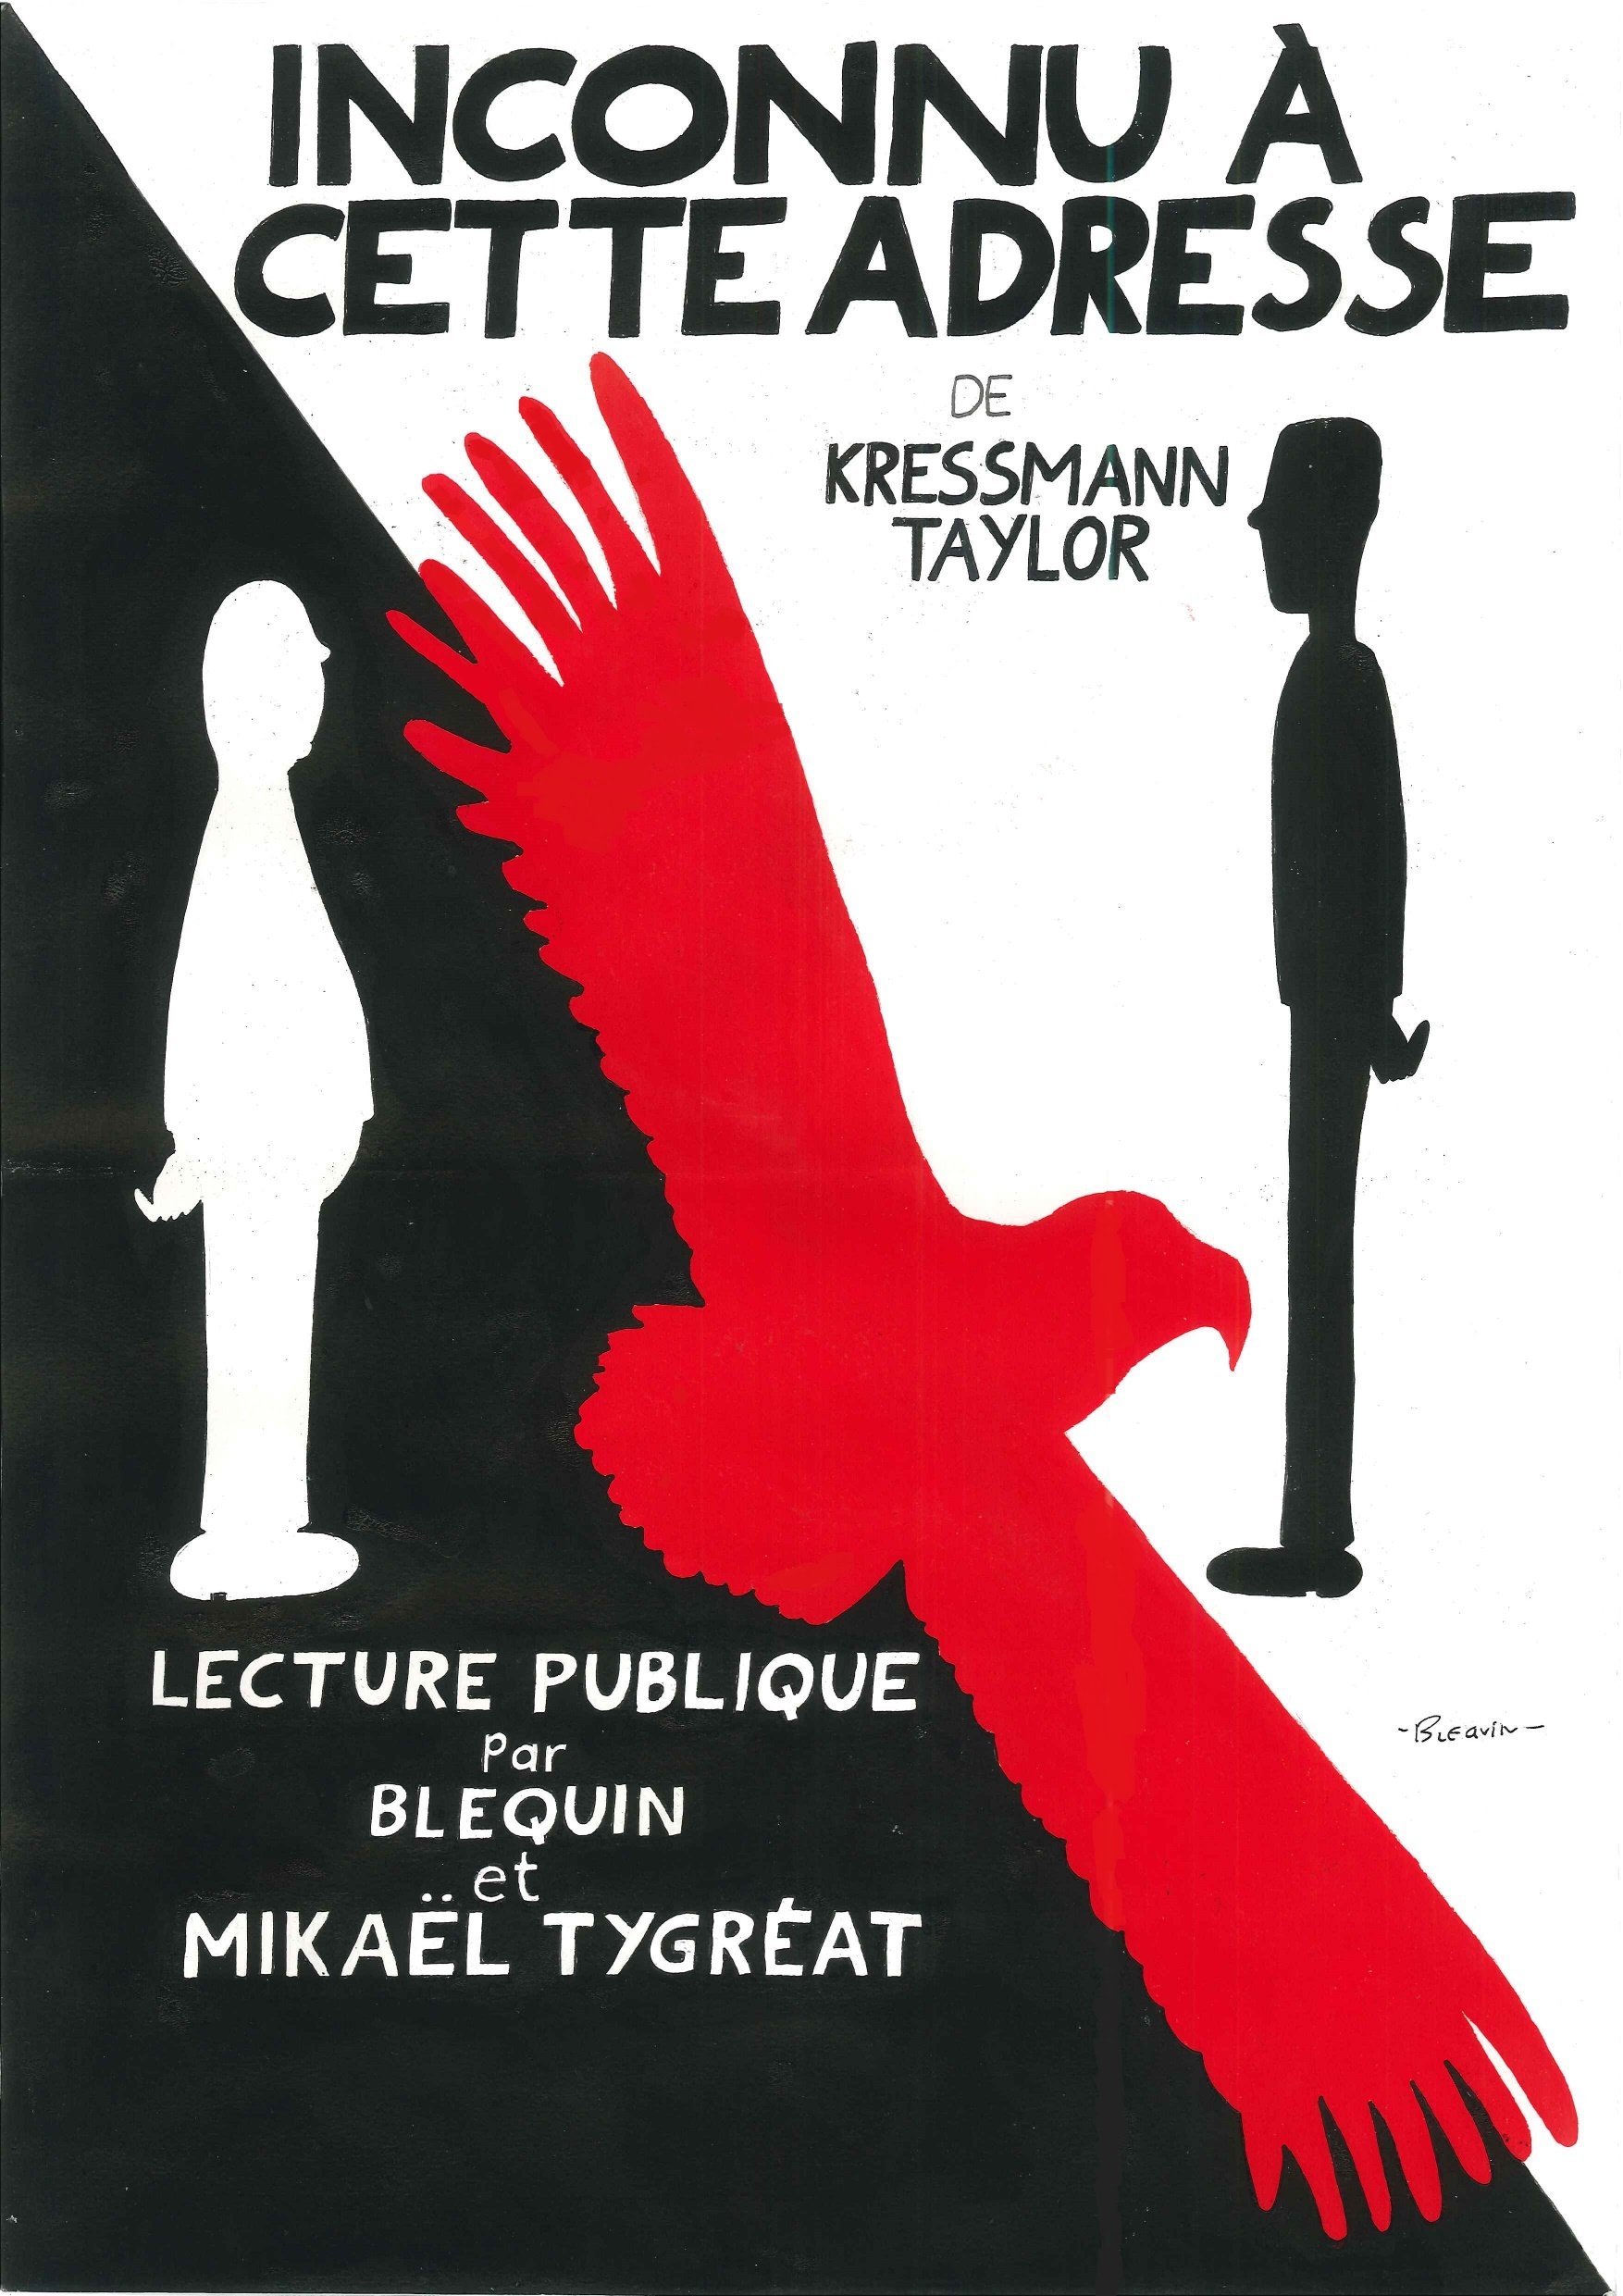 INCONNU À
CETTE ADRESSE
DE
KRESSMANN
TAYLOR
LECTURE PUBLIQUE
Par
BLEQUIN
et
MIKAËL TYGRÉAT
-BLEQUIN-